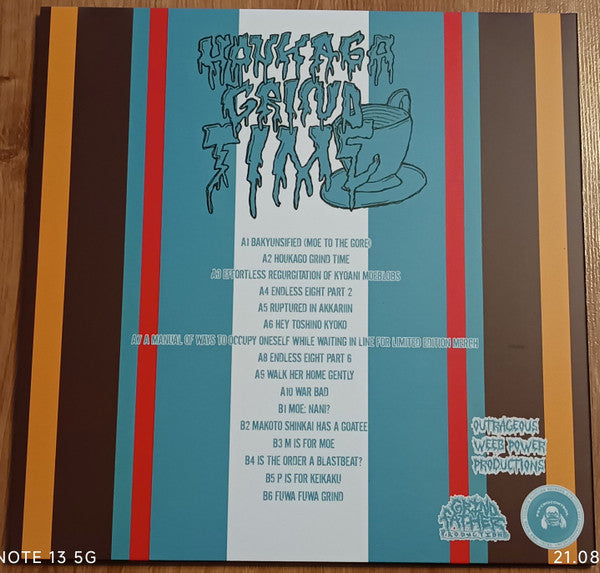 HOUKAGO
GRIND
TIME
A1 BAKYUNSIFIED (MOE TO THE GORE)
A2 HOUKAGO GRIND TIME
A3 EFFORTLESS REGURGITATION OF KYOANI MOEBLOBS
A4 ENDLESS EIGHT PART 2
A5 RUPTURED IN AKKARIIN
A6 HEY TOSHINO KYOKO
A7 A MANUAL OF WAYS TO OCCUPY ONESELF WHILE WAITING IN LINE FOR LIMITED EDITION MERCH
A8 ENDLESS EIGHT PART 6
A9 WALK HER HOME GENTLY
A10 WAR BAD
B1 MOE: NANI?
B2 MAKOTO SHINKAI HAS A GOATEE
B3 M IS FOR MOE
B4 IS THE ORDER A BLASTBEAT?
B5 P IS FOR KEIKAKU
B6 FUWA FUWA GRIND
OUTRAGEOUS
WEEB POWER
PRODUCTIONS
GRIND
FATHER
PRODUCTIONS
NOTE 13 5G
21.08